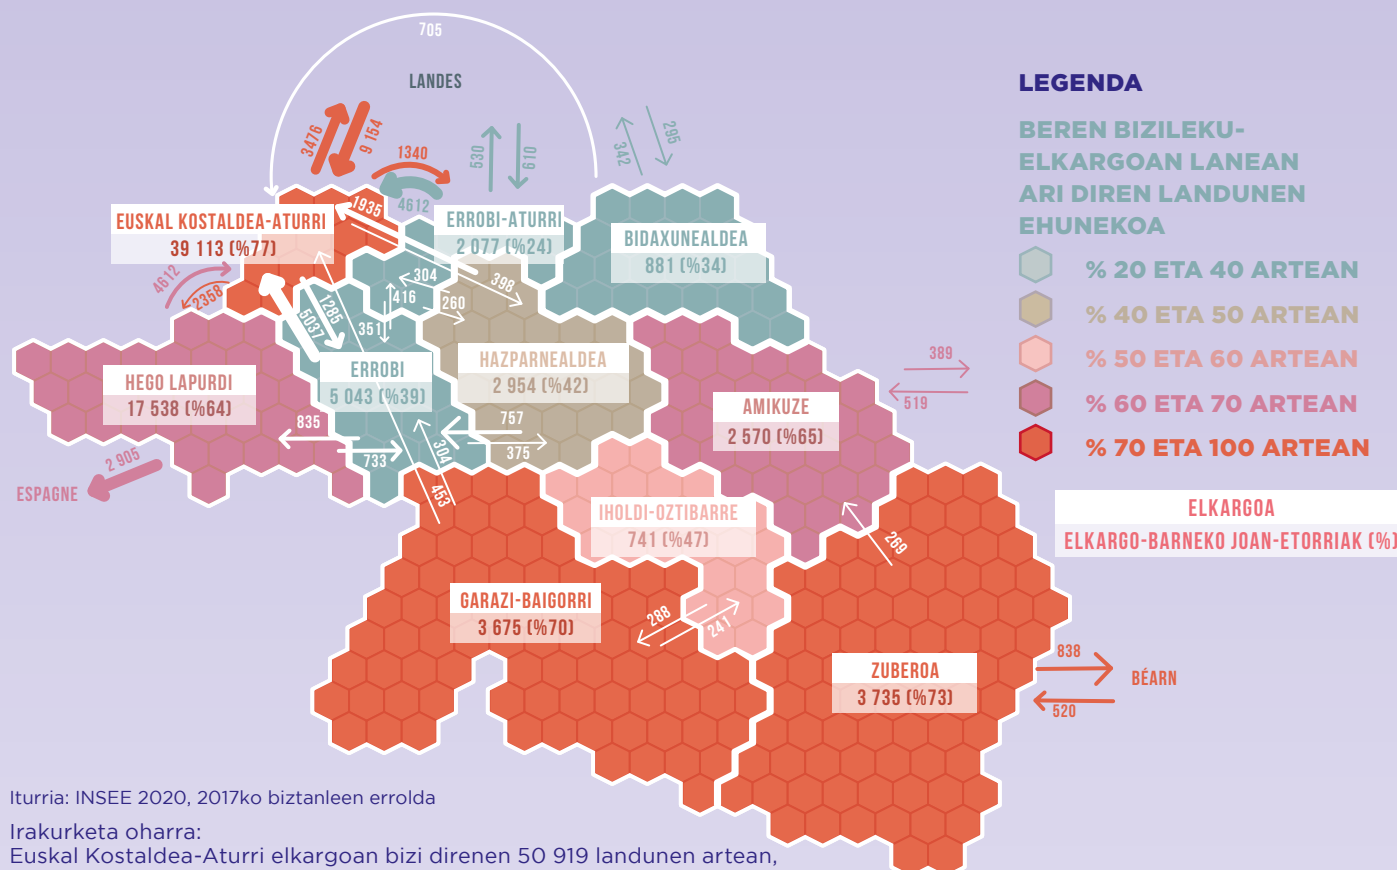 705
LANDES
3476
9 154
1340
4612
530
610
342
295
EUSKAL KOSTALDEA-ATURRI
39 113 (%77)
1935
ERROBI-ATURRI
2 077 (%24)
BIDAXUNEALDEA
881 (%34)
4612
2358
304
416
260
398
351
1285
5037
HEGO LAPURDI
17 538 (%64)
ERROBI
5 043 (%39)
HAZPARNEALDEA
2 954 (%42)
AMIKUZE
2 570 (%65)
389
519
835
733
757
375
304
453
2 905
ESPAGNE
IHOLDI-OZTIBARRE
741 (%47)
269
GARAZI-BAIGORRI
3 675 (%70)
288
241
ZUBEROA
3 735 (%73)
838
520
BÉARN
LEGENDA
BEREN BIZILEKU-
ELKARGOAN LANEAN
ARI DIREN LANDUNEN
EHUNEKOA
% 20 ETA 40 ARTEAN
% 40 ETA 50 ARTEAN
% 50 ETA 60 ARTEAN
% 60 ETA 70 ARTEAN
% 70 ETA 100 ARTEAN
ELKARGOA
ELKARGO-BARNEKO JOAN-ETORRIAK (%)
Iturria: INSEE 2020, 2017ko biztanleen errolda
Irakurketa oharra:
Euskal Kostaldea-Aturri elkargoan bizi direnen 50 919 landunen artean,